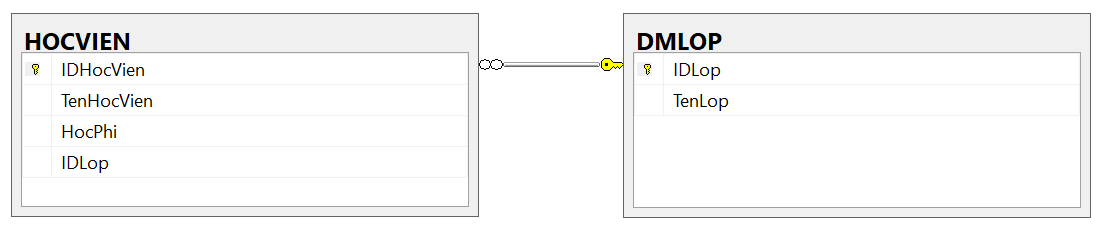 HOCVIEN
IDHocVien
TenHocVien
HocPhi
IDLop
DMLOP
IDLop
TenLop